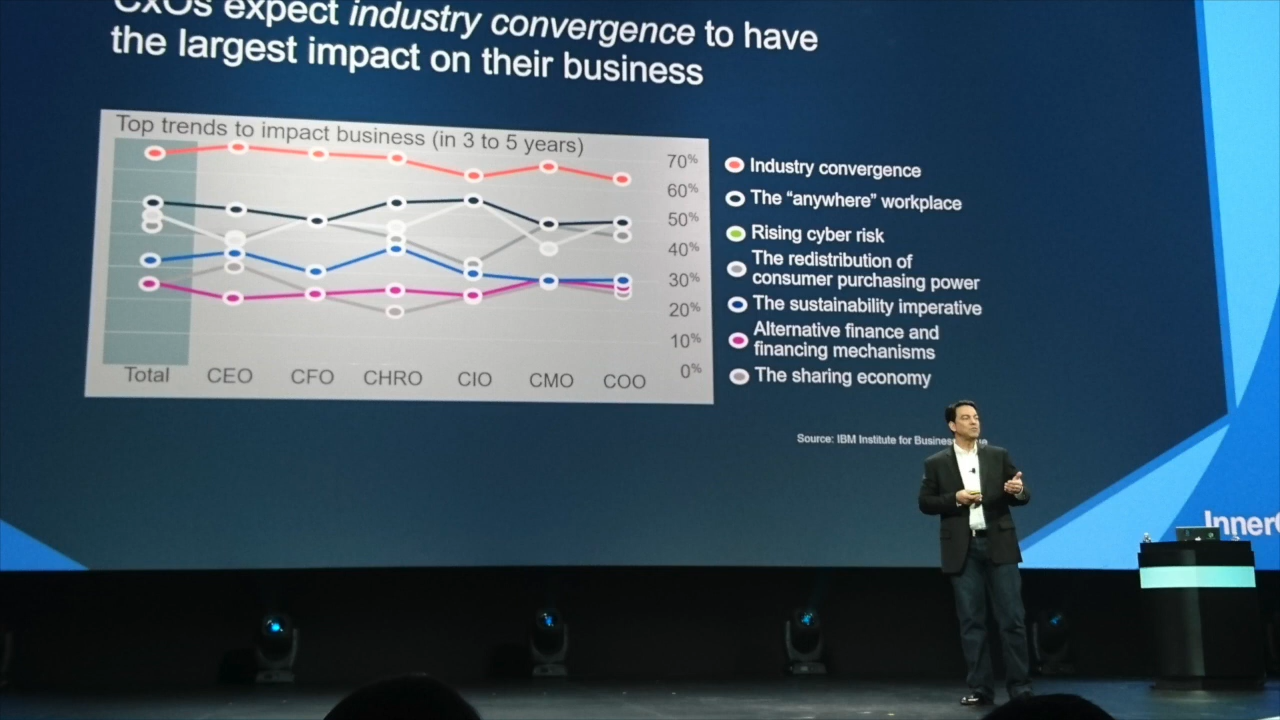 CxOs expect industry convergence to have
the largest impact on their business
Top trends to impact business (in 3 to 5 years)
70%
60%
50%
40%
30%
20%
10%
0%
Total CEO CFO CHRO CIO CMO COO
Industry convergence
The “anywhere” workplace
Rising cyber risk
The redistribution of
consumer purchasing power
The sustainability imperative
Alternative finance and
financing mechanisms
The sharing economy
Source: IBM Institute for Business